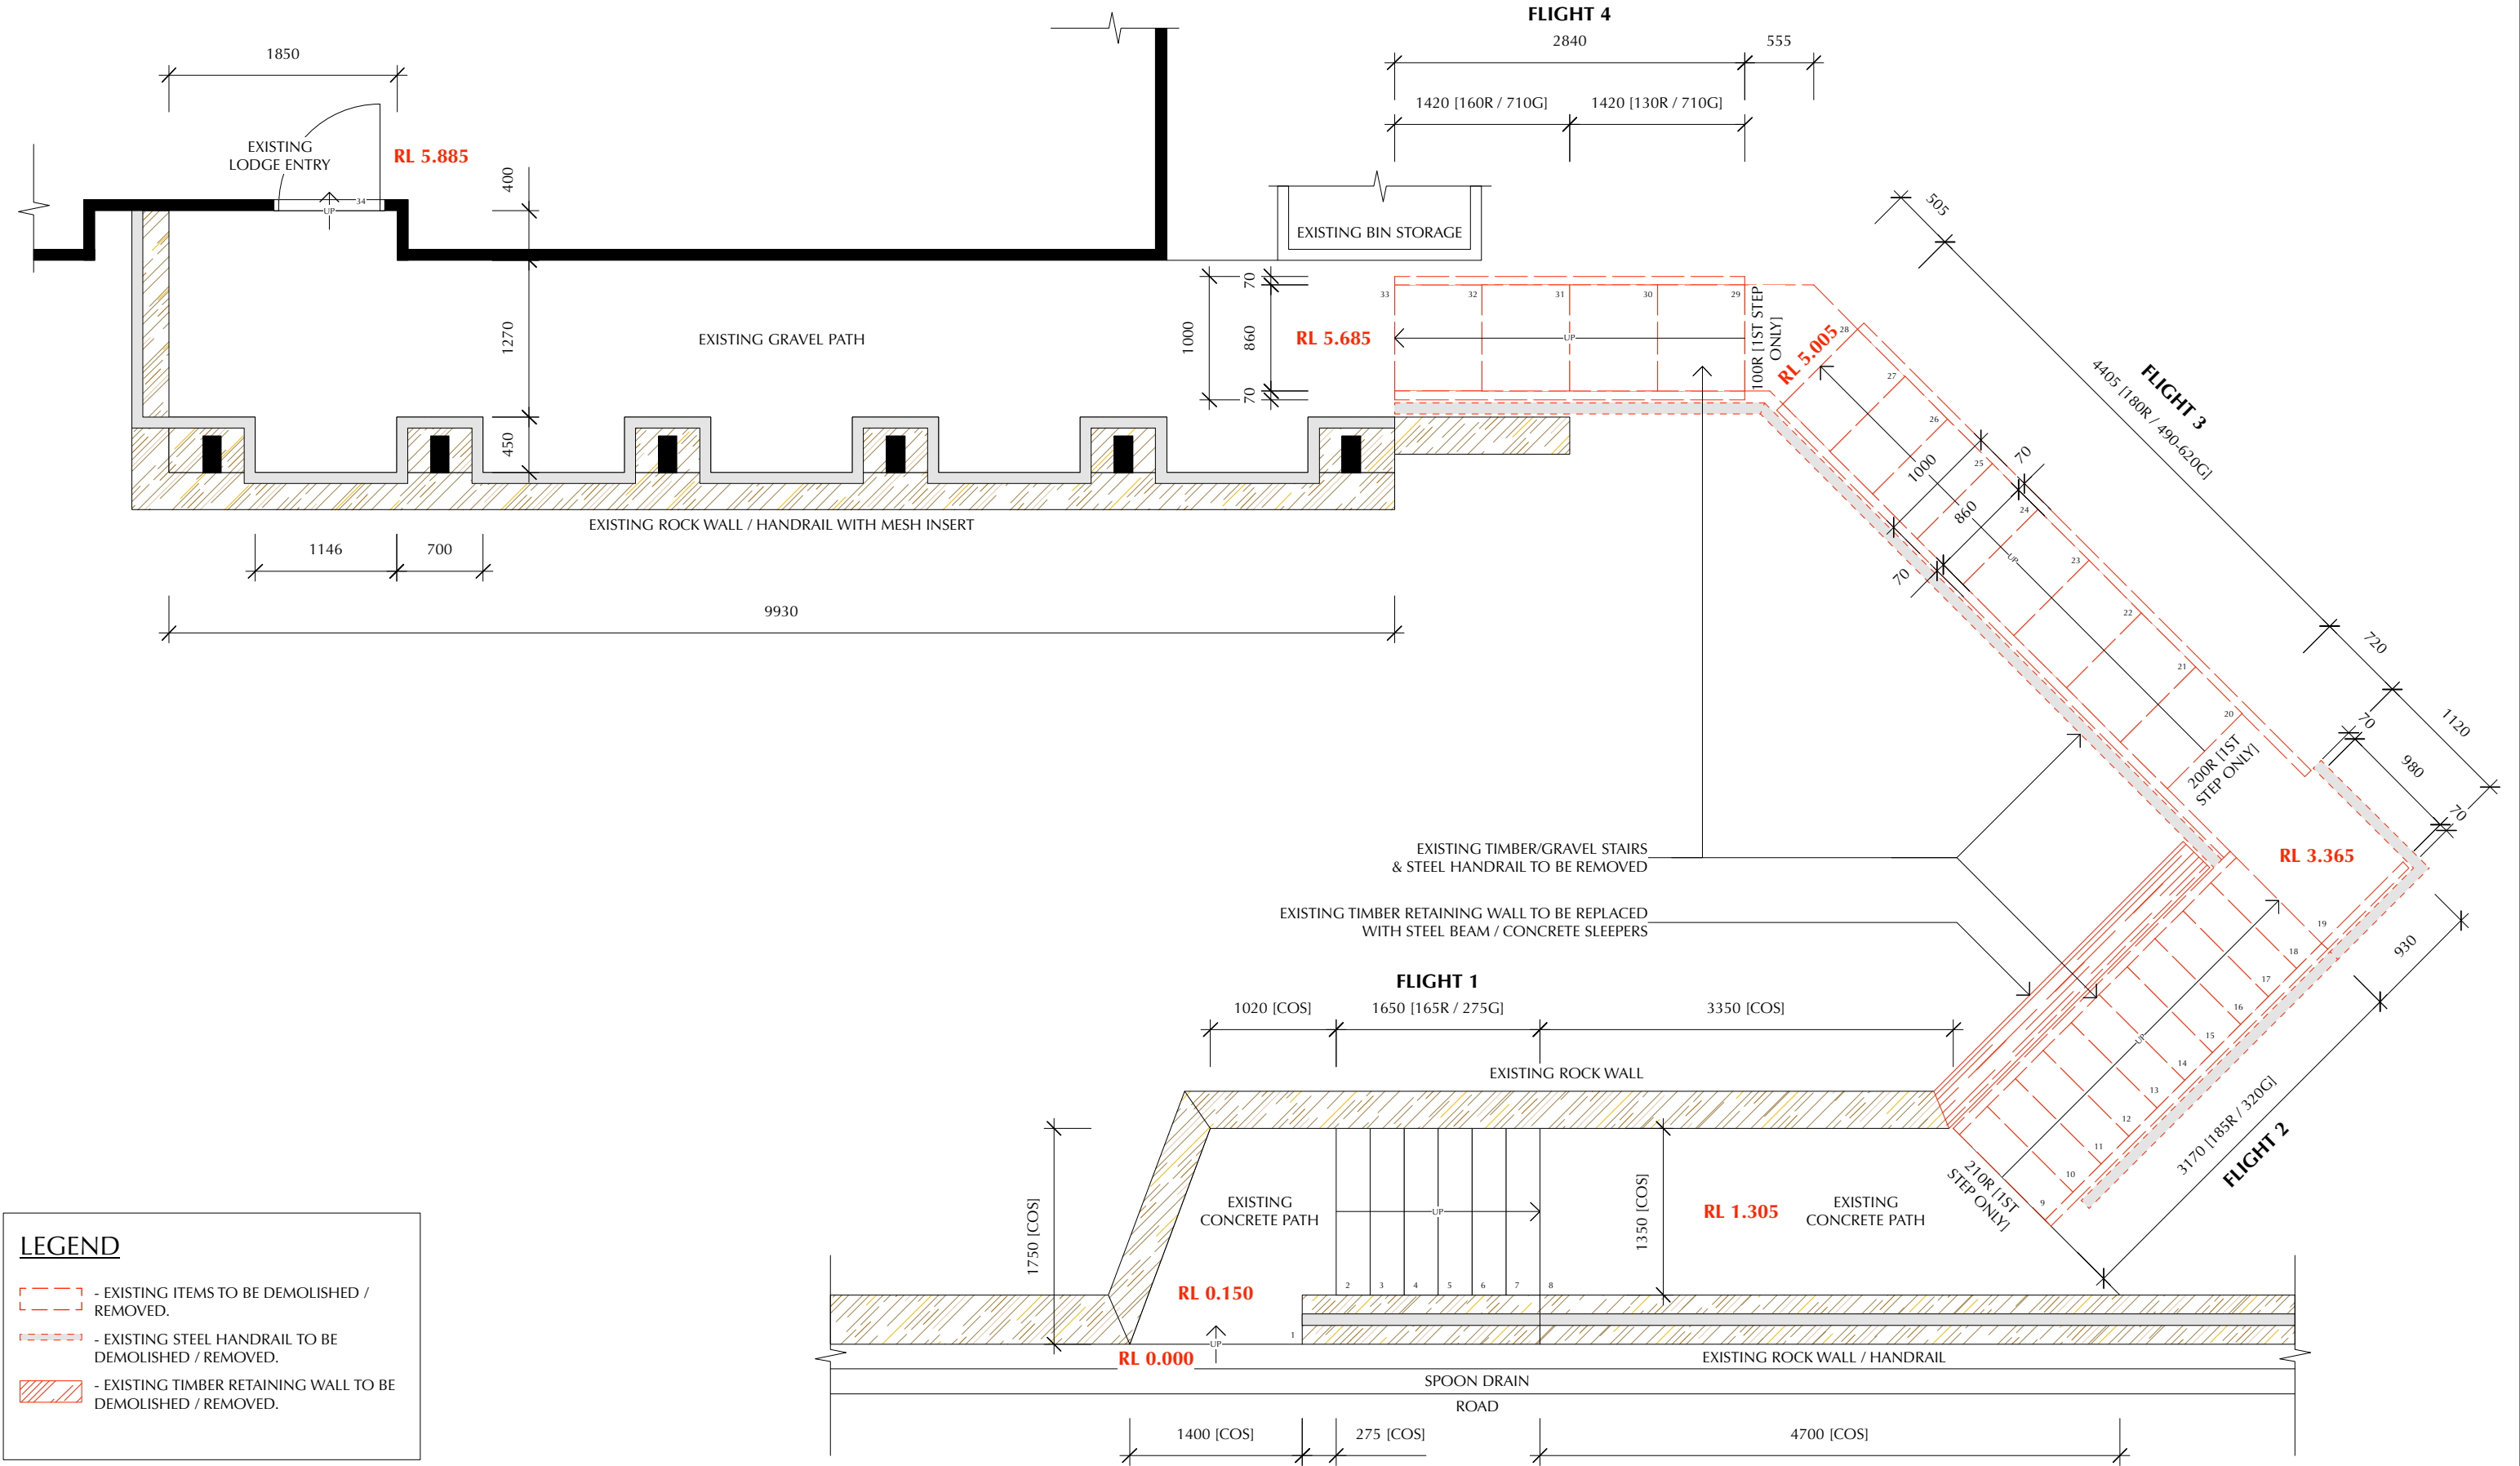 FLIGHT 4
2840
555
1850
1420 [160R / 710G]
1420 [130R / 710G]
EXISTING
LODGE ENTRY
RL 5.885
400
34
UP
505
EXISTING BIN STORAGE
70
33
32
31
30
29
28
1270
EXISTING GRAVEL PATH
1000
860
RL 5.685
UP
100R [1ST STEP
ONLY]
RL 5.005
70
27
26
25
24
23
22
21
20
FLIGHT 3
4405 [180R / 490-620G]
1000
70
860
70
UP
450
EXISTING ROCK WALL / HANDRAIL WITH MESH INSERT
1146
700
9930
720
1120
70
980
70
200R [1ST
STEP ONLY]
RL 3.365
EXISTING TIMBER/GRAVEL STAIRS
& STEEL HANDRAIL TO BE REMOVED
EXISTING TIMBER RETAINING WALL TO BE REPLACED
WITH STEEL BEAM / CONCRETE SLEEPERS
19
18
17
16
15
14
13
12
11
10
9
UP
930
3170 [185R / 320G]
FLIGHT 2
210R [1ST
STEP ONLY]
FLIGHT 1
1020 [COS]
1650 [165R / 275G]
3350 [COS]
EXISTING ROCK WALL
1750 [COS]
EXISTING
CONCRETE PATH
UP
1350 [COS]
RL 1.305
EXISTING
CONCRETE PATH
RL 0.150
2
3
4
5
6
7
8
1
UP
RL 0.000
EXISTING ROCK WALL / HANDRAIL
SPOON DRAIN
ROAD
1400 [COS]
275 [COS]
4700 [COS]
LEGEND
- EXISTING ITEMS TO BE DEMOLISHED /
REMOVED.
- EXISTING STEEL HANDRAIL TO BE
DEMOLISHED / REMOVED.
- EXISTING TIMBER RETAINING WALL TO BE
DEMOLISHED / REMOVED.